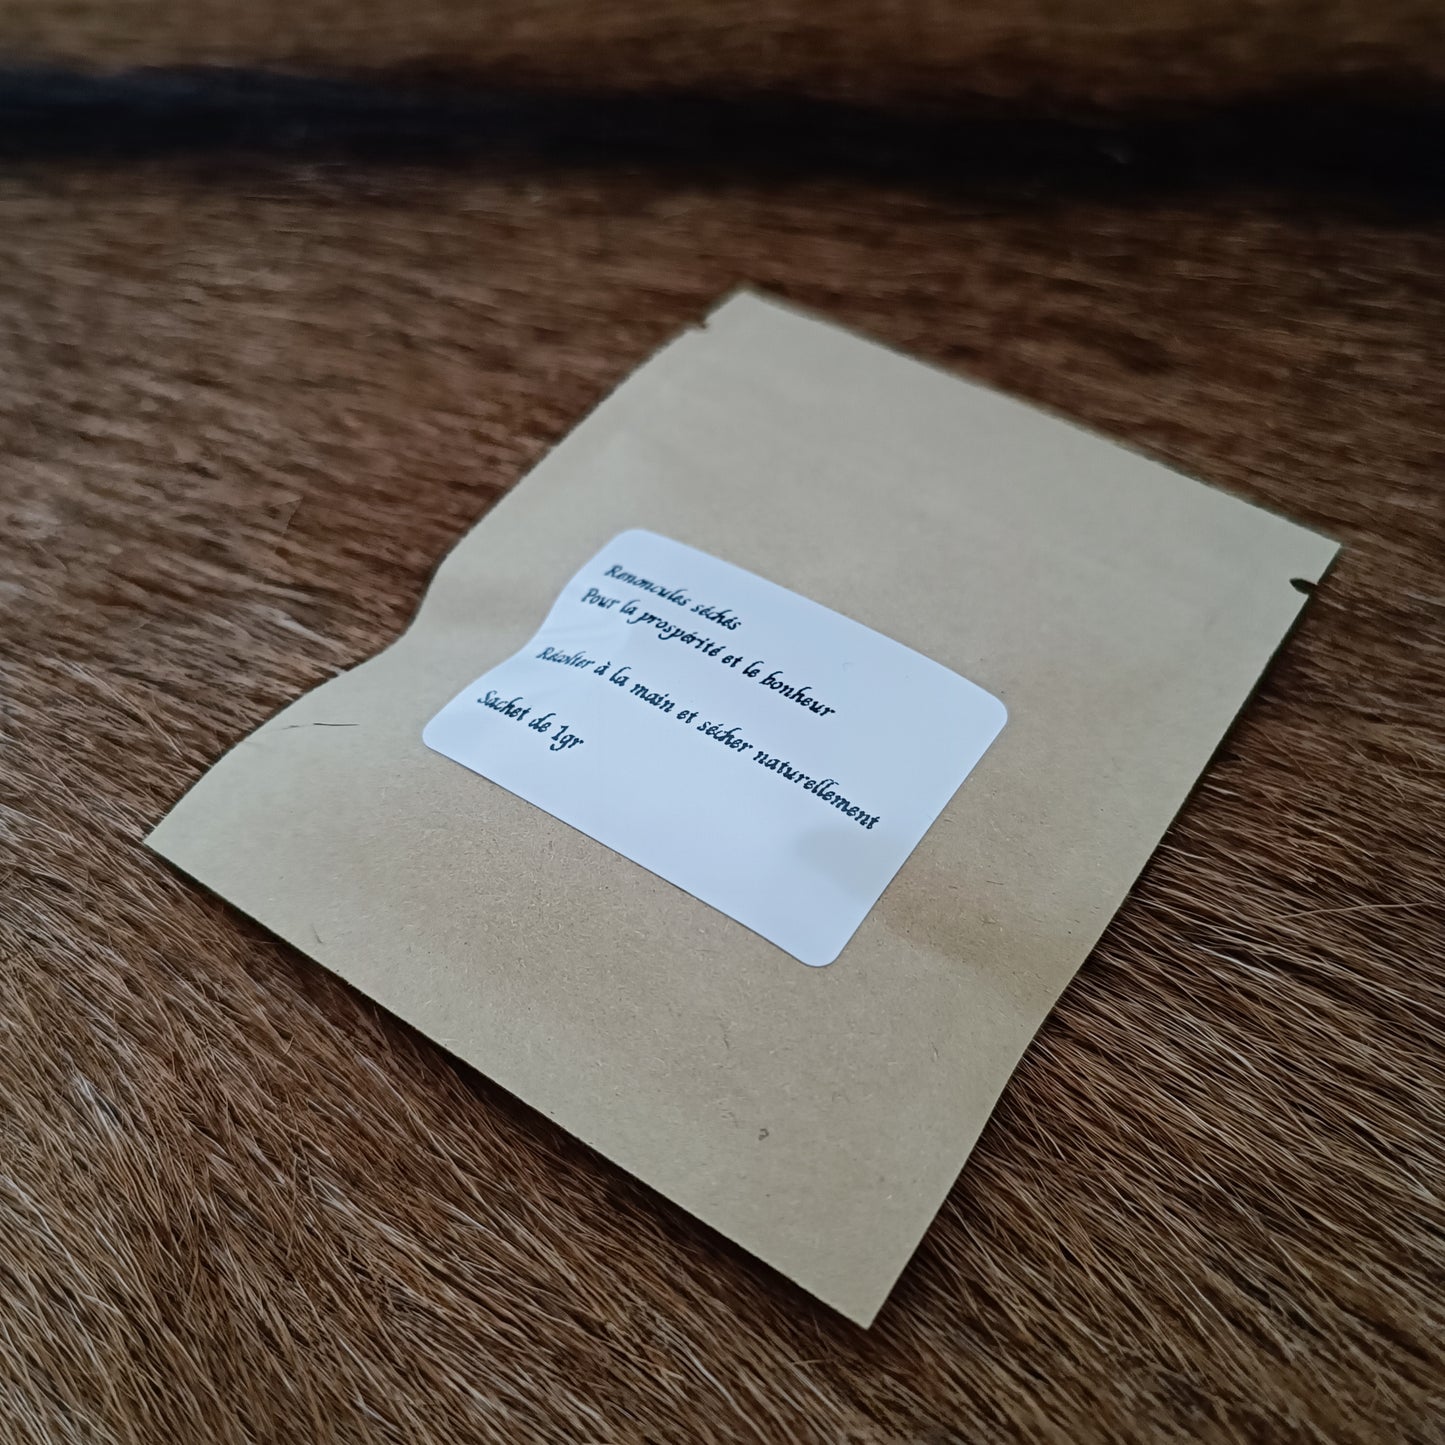 Renoncules séchés
Pour la prospérité et le bonheur
Récolter à la main et sécher naturellement
Sachet de 1gr